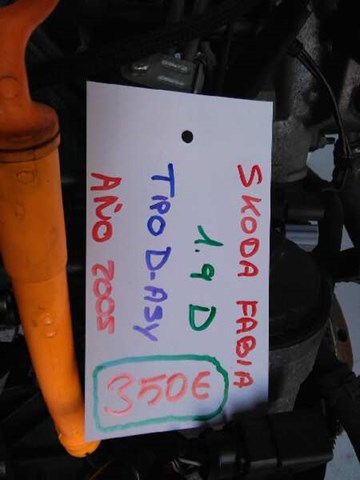 SKODA FABIA
1.9 D
TIPO D-ASY
AÑO 2005
350€